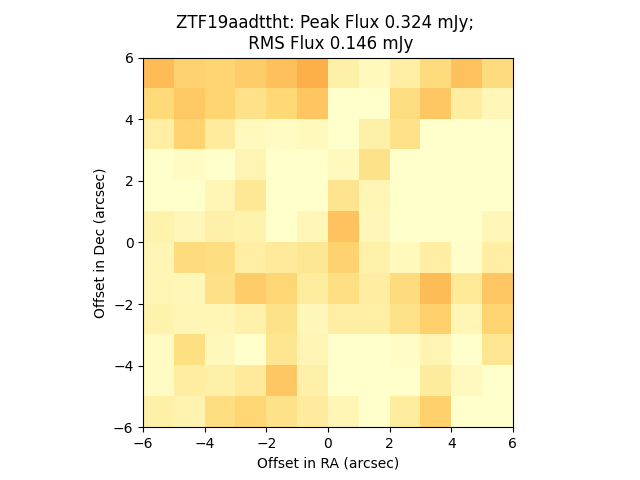 ZTF19aadttht: Peak Flux 0.324 mJy;
RMS Flux 0.146 mJy
6
4
2
0
−2
−4
−6
Offset in Dec (arcsec)
−6 −4 −2 0 2 4 6
Offset in RA (arcsec)